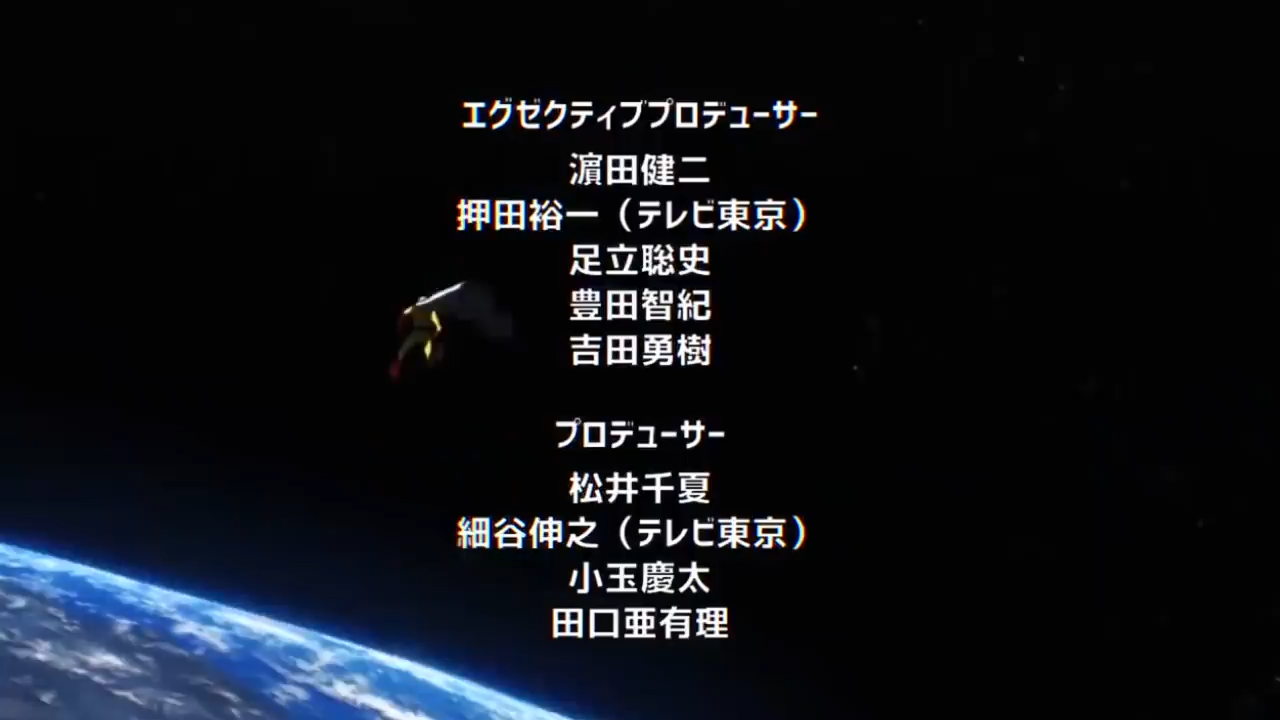 エグゼクティブプロデューサー
濵田健二
押田裕一（テレビ東京）
足立聡史
豊田智紀
吉田勇樹
プロデューサー
松井千夏
細谷伸之（テレビ東京）
小玉慶太
田口亜有理